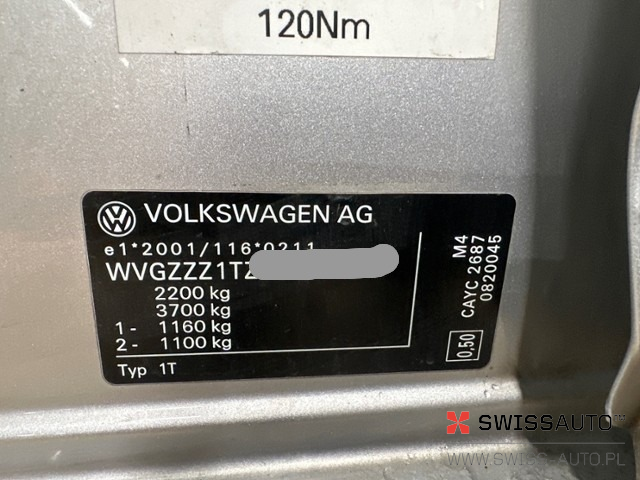 120Nm
VOLKSWAGEN AG
e1*2001/116*0211
WVGZZZ1TZ
2200 kg
3700 kg
1- 1160 kg
2- 1100 kg
Typ 1T
M4
CAYC 2687
0820045
0,50
SWISSAUTO
WWW.SWISS-AUTO.PL